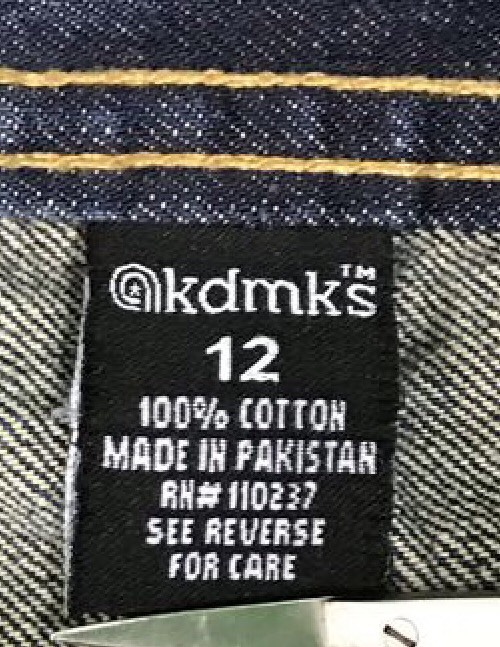 kdmk's™
12
100% COTTON
MADE IN PAKISTAN
RN# 110237
SEE REVERSE
FOR CARE